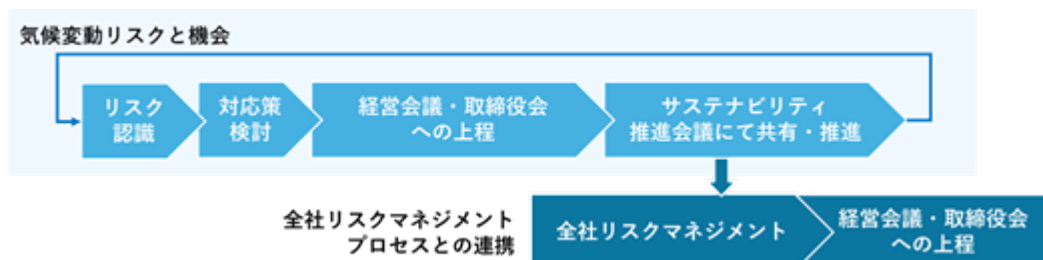 気候変動リスクと機会
リスク
認識
対応策
検討
経営会議・取締役会
への上程
サステナビリティ
推進会議にて共有・推進
全社リスクマネジメント
プロセスとの連携
全社リスクマネジメント
経営会議・取締役会
への上程